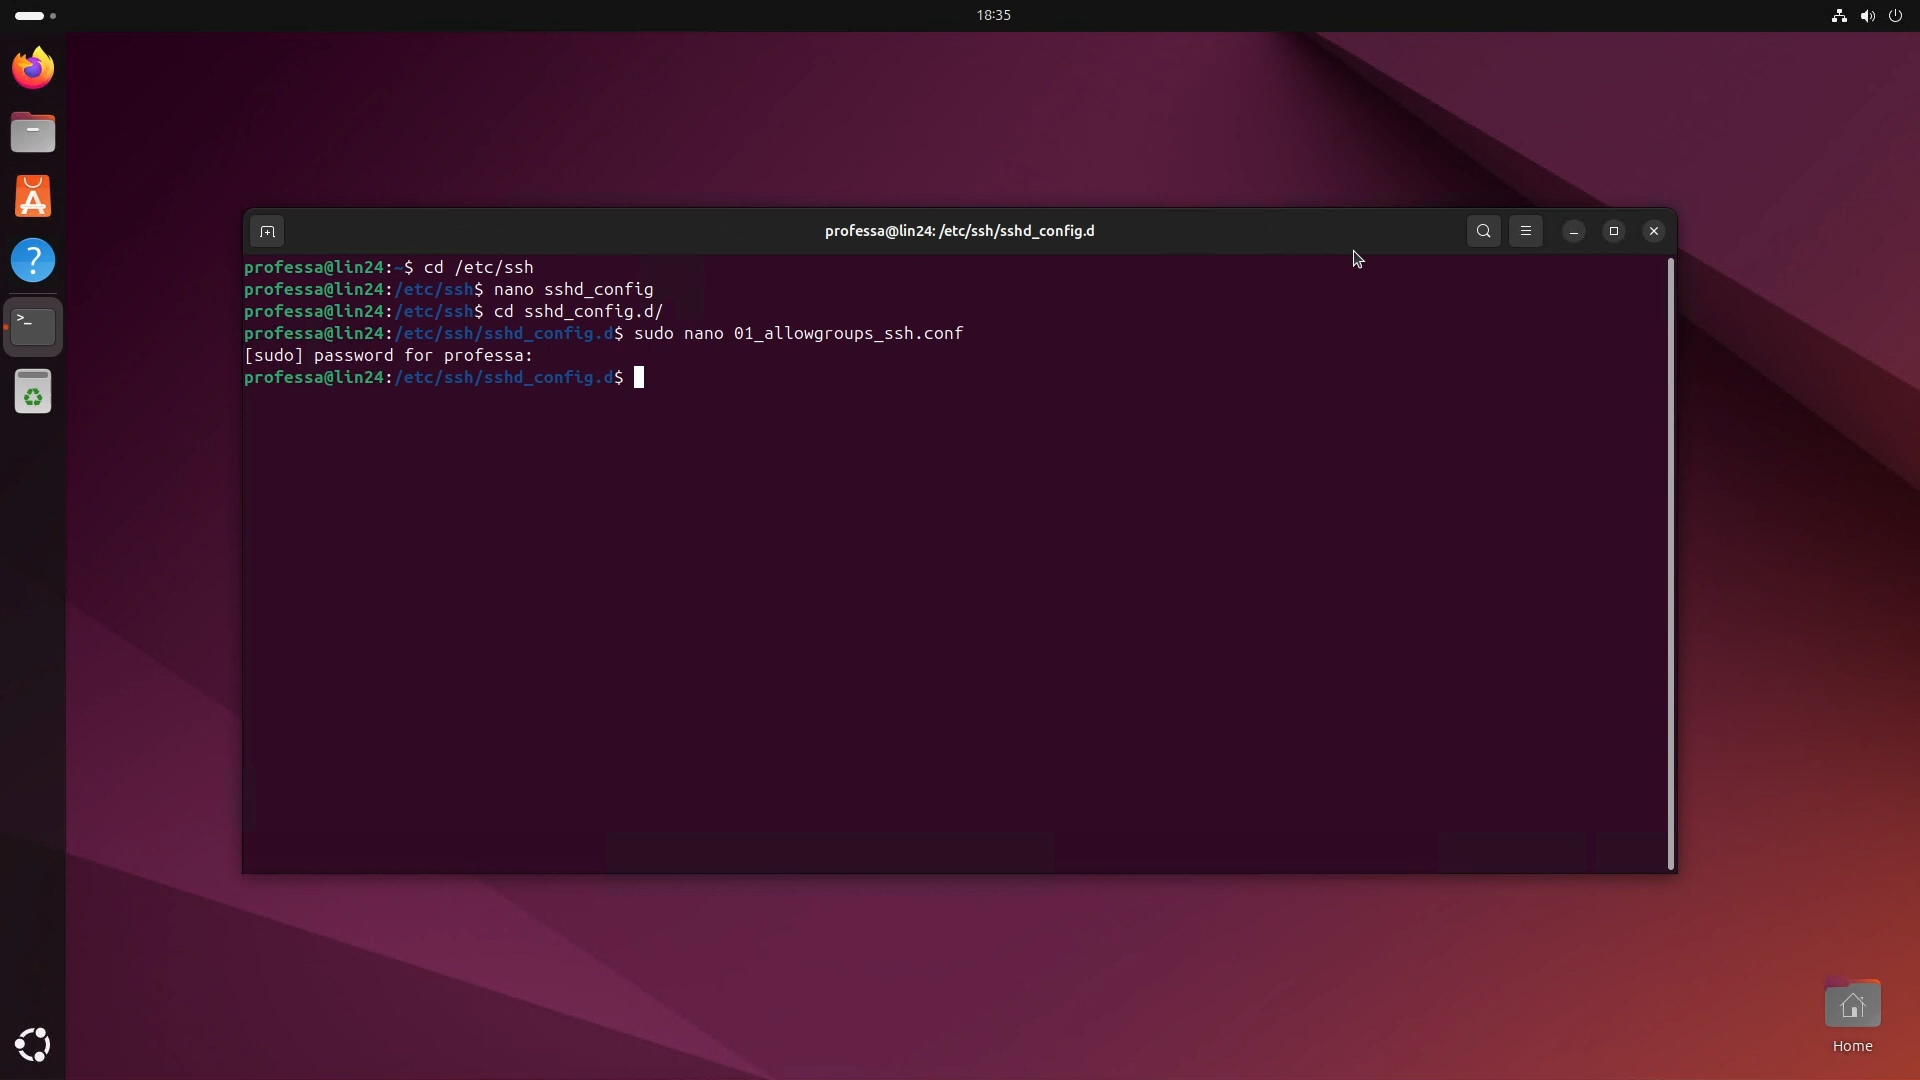 18:35
professa@lin24: /etc/ssh/sshd_config.d
professa@lin24:~$ cd /etc/ssh
professa@lin24:/etc/ssh$ nano sshd_config
professa@lin24:/etc/ssh$ cd sshd_config.d/
professa@lin24:/etc/ssh/sshd_config.d$ sudo nano 01_allowgroups_ssh.conf
[sudo] password for professa:
professa@lin24:/etc/ssh/sshd_config.d$
Home